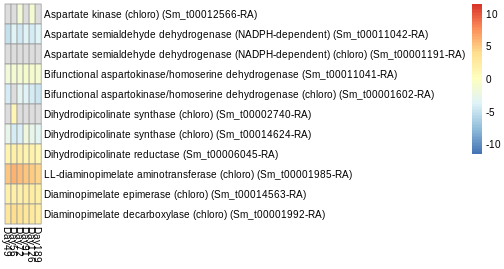 Aspartate kinase (chloro) (Sm_t00012566-RA)
Aspartate semialdehyde dehydrogenase (NADPH-dependent) (Sm_t00011042-RA)
Aspartate semialdehyde dehydrogenase (NADPH-dependent) (chloro) (Sm_t00001191-RA)
Bifunctional aspartokinase/homoserine dehydrogenase (Sm_t00011041-RA)
Bifunctional aspartokinase/homoserine dehydrogenase (chloro) (Sm_t00001602-RA)
Dihydrodipicolinate synthase (chloro) (Sm_t00002740-RA)
Dihydrodipicolinate synthase (chloro) (Sm_t00014624-RA)
Dihydrodipicolinate reductase (Sm_t00006045-RA)
LL-diaminopimelate aminotransferase (chloro) (Sm_t00001985-RA)
Diaminopimelate epimerase (chloro) (Sm_t00014563-RA)
Diaminopimelate decarboxylase (chloro) (Sm_t00001992-RA)
Day189
10
5
0
-5
-10